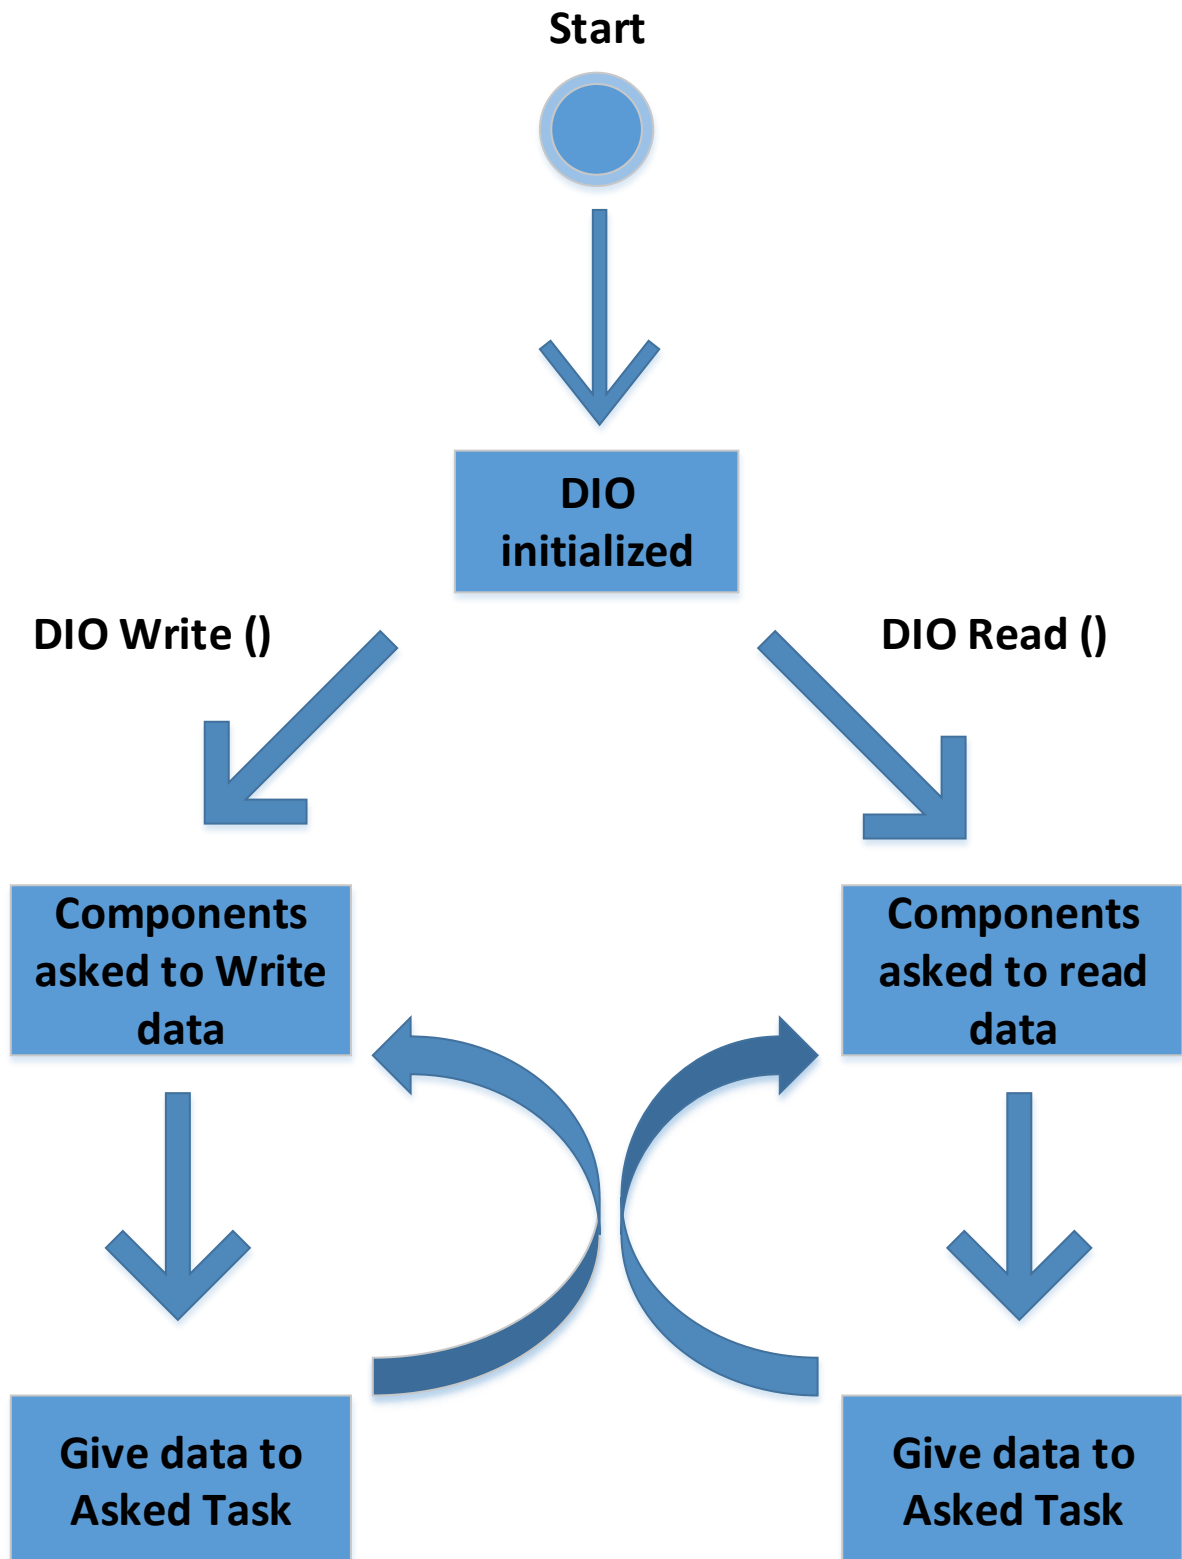 Start
DIO
initialized
DIO Write ()
DIO Read ()
Components
asked to Write
data
Components
asked to read
data
Give data to
Asked Task
Give data to
Asked Task